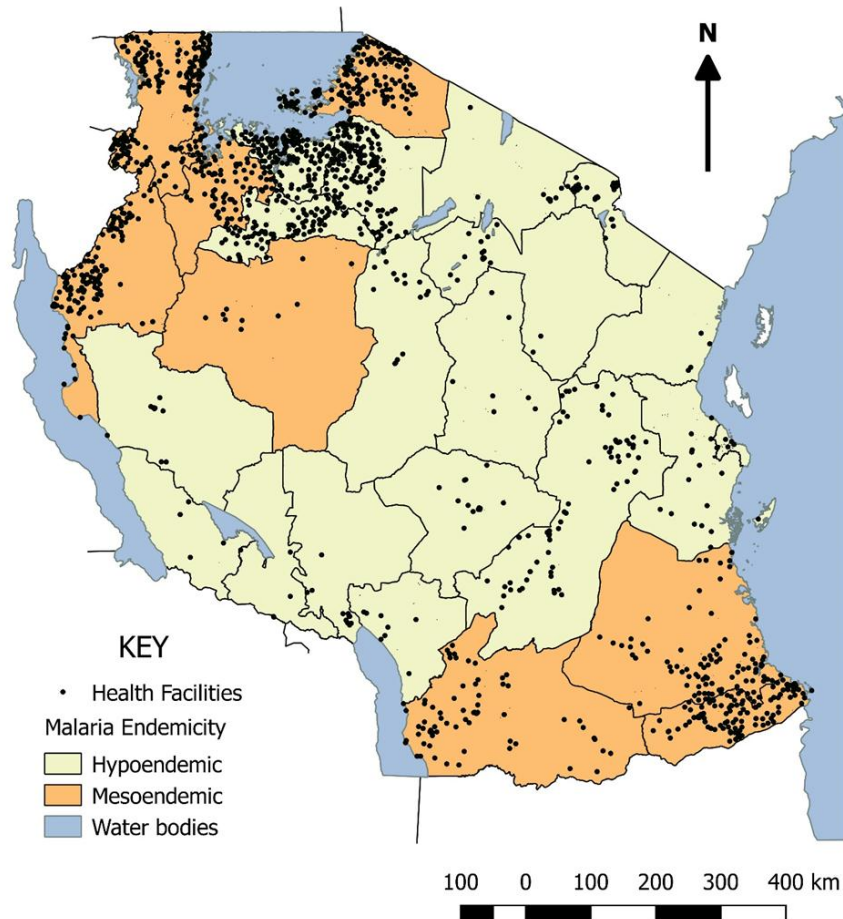 N
KEY
Health Facilities
Malaria Endemicity
Hypoendemic
Mesoendemic
Water bodies
100 0 100 200 300 400 km